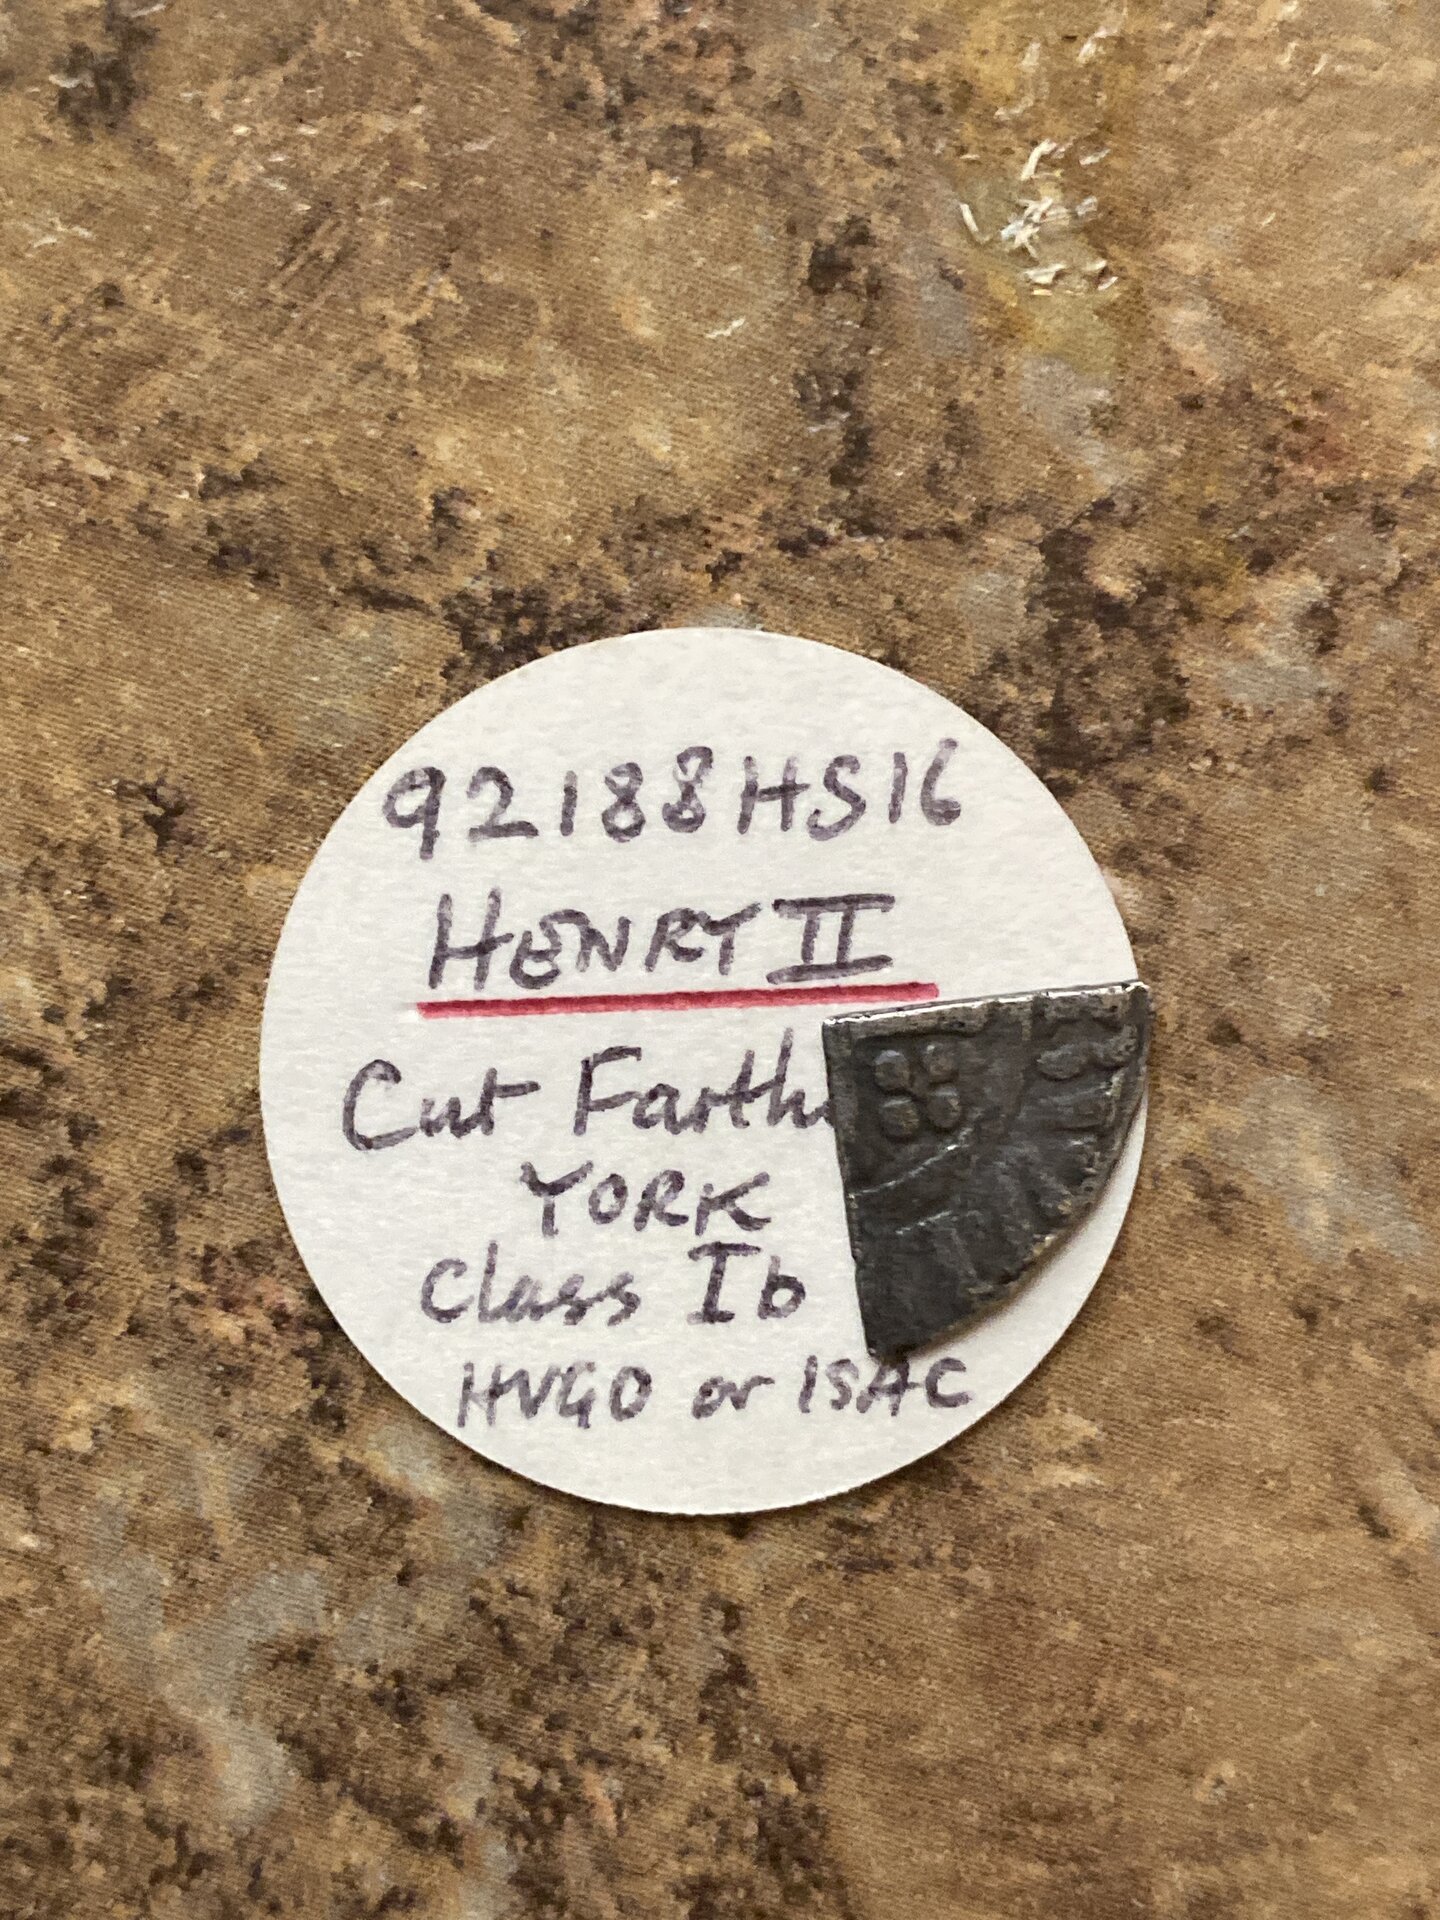 92188HS16
HENRY II
Cut Farth
YORK
Class Ib
HVGO or ISAC